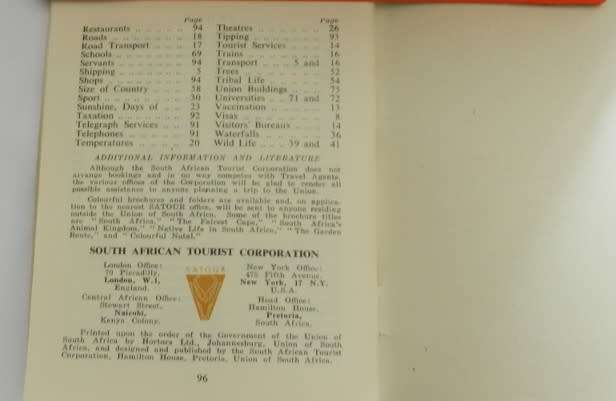 Page Page
Restaurants 94 Theatres 26
Roads 18 Tipping 93
Road Transport 17 Tourist Services 14
Schools 69 Trains 16
Servants 94 Transport 5 and 16
Shipping 5 Trees 52
Shops 94 Tribal Life 54
Size of Country 58 Union Buildings 75
Sport 30 Universities 71 and 72
Sunshine, Days of 23 Vaccination 13
Taxation 92 Visas 8
Telegraph Services 91 Visitors' Bureaux 14
Telephones 91 Waterfalls 36
Temperatures 20 Wild Life 39 and 41
ADDITIONAL INFORMATION AND LITERATURE
Although the South African Tourist Corporation does not
arrange bookings and in no way competes with Travel Agents,
the various offices of the Corporation will be glad to render all
possible assistance to anyone planning a trip to the Union.
Colourful brochures and folders are available and, on applica-
tion to the nearest SATOUR office, will be sent to anyone residing
outside the Union of South Africa. Some of the brochure titles
are "South Africa," "The Fairest Cape," "South Africa's
Animal Kingdom," "Native Life in South Africa," "The Garden
Route," and "Colourful Natal."
SOUTH AFRICAN TOURIST CORPORATION
London Office:
70 Piccadilly,
London, W.1,
England.
Central African Office:
Stewart Street,
Nairobi,
Kenya Colony.
SATOUR
New York Office:
475 Fifth Avenue,
New York, 17 N.Y.
U.S.A.
Head Office:
Hamilton House,
Pretoria,
South Africa.
Printed upon the order of the Government of the Union of
South Africa by Hortors Ltd., Johannesburg, Union of South
Africa, and designed and published by the South African Tourist
Corporation, Hamilton House, Pretoria, Union of South Africa.
96